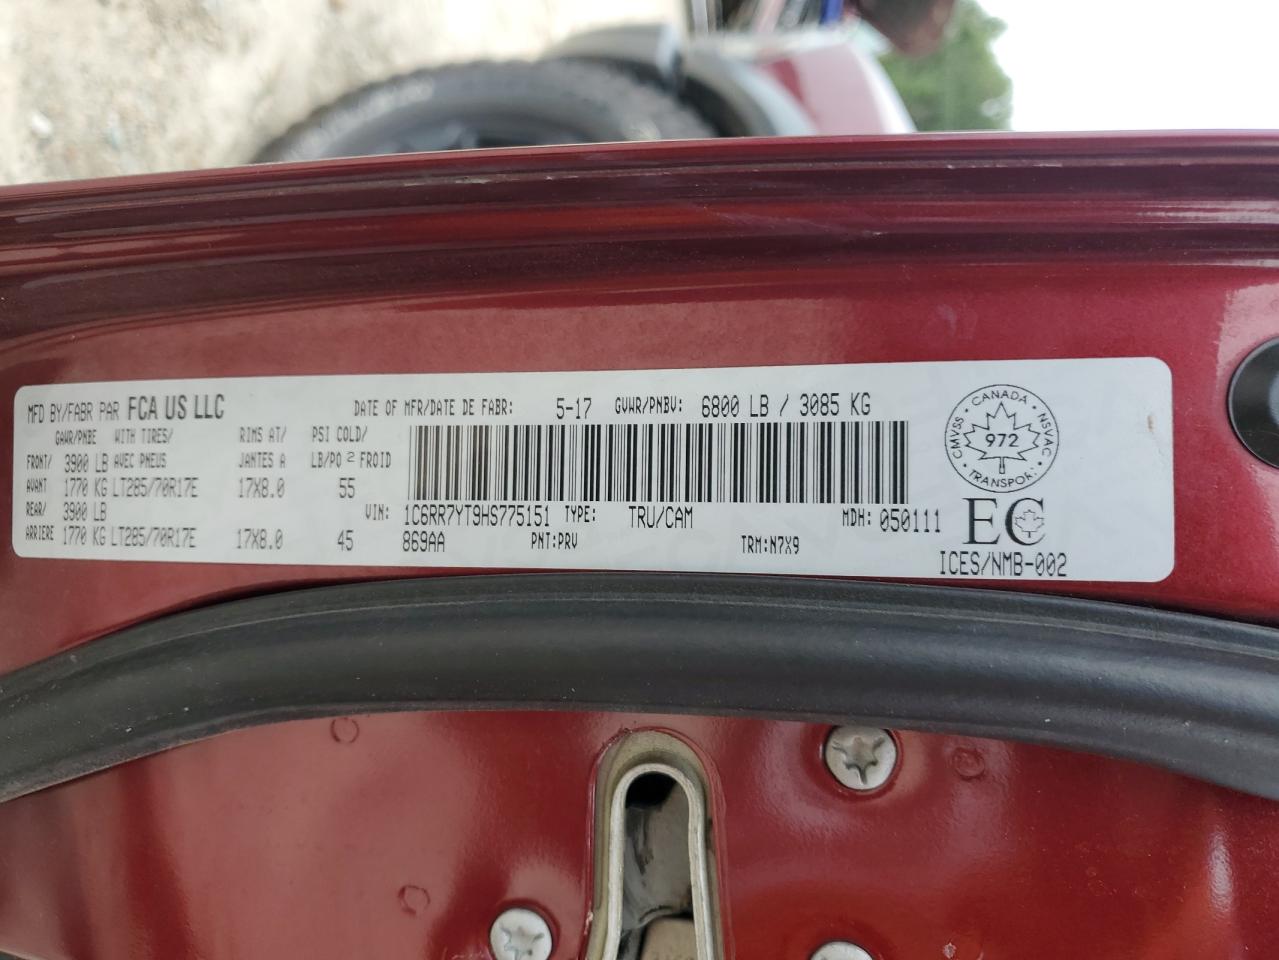 MFD BY/FABR PAR FCA US LLC
DATE OF MFR/DATE DE FABR: 5-17 GVWR/PNBV: 6800 LB / 3085 KG
GAWR/PNBE WITH TIRES/ RIMS AT/ PSI COLD/
FRONT/ 3900 LB AVEC PNEUS JANTES A LB/PO 2 FROID
AVANT 1770 KG LT285/70R17E 17X8.0 55
REAR/ 3900 LB
ARRIERE 1770 KG LT285/70R17E 17X8.0 45
VIN: 1C6RR7YT9HS775151 TYPE: TRU/CAM MDH: 050111
869AA PNT:PRV TRM:N7X9
CANADA
CMVSS 972 NSVAC
TRANSPORT
EC
ICES/NMB-002